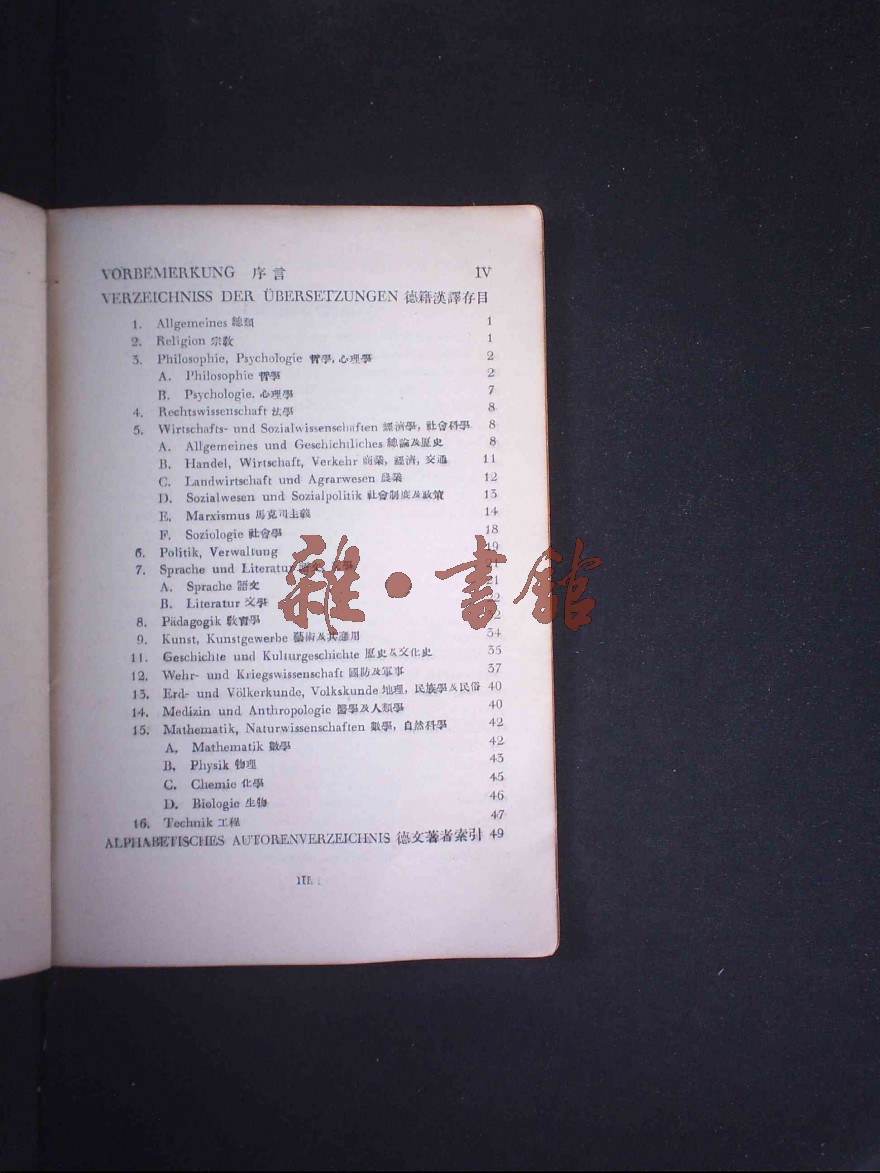 VORBEMERKUNG 序言 IV
VERZEICHNISS DER ÜBERSETZUNGEN 德籍漢譯存目
1. Allgemeines 總類 1
2. Religion 宗教 1
3. Philosophie, Psychologie 哲學, 心理學 2
A. Philosophie 哲學 2
B. Psychologie. 心理學 7
4. Rechtswissenschaft 法學 8
5. Wirtschafts- und Sozialwissenschaften 經濟學, 社會科學 8
A. Allgemeines und Geschichtliches 總論及歷史 8
B. Handel, Wirtschaft, Verkehr 商業, 經濟, 交通 11
C. Landwirtschaft und Agrarwesen 農業 12
D. Sozialwesen und Sozialpolitik 社會制度及政策 13
E. Marxismus 馬克司主義 14
F. Soziologie 社會學 18
6. Politik, Verwaltung 19
7. Sprache und Literatur 語文 文學 21
A. Sprache 語文 21
B. Literatur 文學
8. Pädagogik 教育學
9. Kunst, Kunstgewerbe 藝術及其應用 34
11. Geschichte und Kulturgeschichte 歷史及文化史 35
12. Wehr- und Kriegswissenschaft 國防及軍事 37
13. Erd- und Völkerkunde, Volkskunde 地理, 民族學及民俗 40
14. Medizin und Anthropologie 醫學及人類學 40
15. Mathematik, Naturwissenschaften 數學, 自然科學 42
A. Mathematik 數學 42
B. Physik 物理 43
C. Chemie 化學 45
D. Biologie 生物 46
16. Technik 工程 47
ALPHABETISCHES AUTORENVERZEICHNIS 德文著者索引 49
III
雜·書館